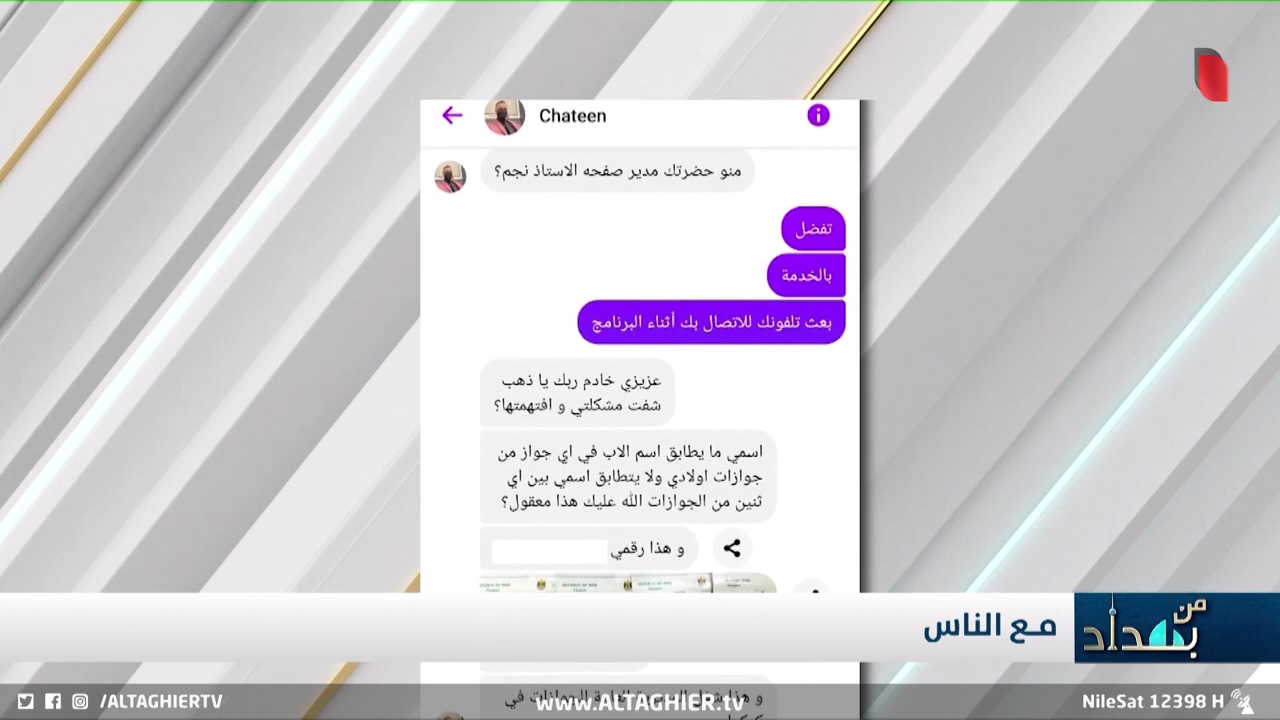 Chateen
منو حضرتك مدير صفحه الاستاذ نجم؟
تفضل
بالخدمة
بعث تلفونك للاتصال بك أثناء البرنامج
عزيزي خادم ربك يا ذهب
شفت مشكلتي و افتهمتها؟
اسمي ما يطابق اسم الاب في اي جواز من
جوازات اولادي ولا يتطابق اسمي بين اي
ثنين من الجوازات الله عليك هذا معقول؟
و هذا رقمي
REPUBLIC OF IRAQ
مـع الناس
من بغداد
/ALTAGHIERTV
www.ALTAGHIER.tv
NileSat 12398 H